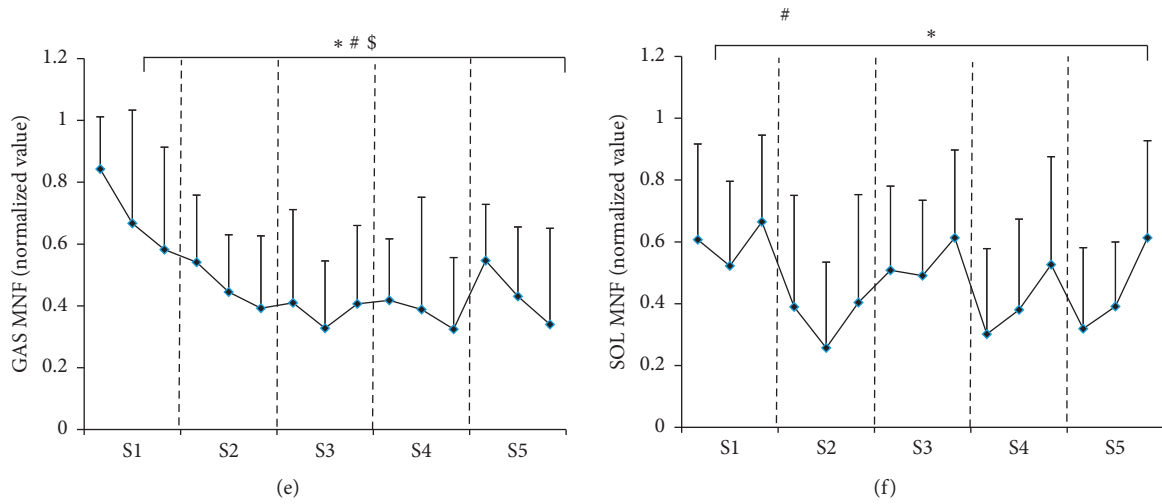 * # $
GAS MNF (normalized value)
1.2
1
0.8
0.6
0.4
0.2
0
S1 S2 S3 S4 S5
(e)
#
*
SOL MNF (normalized value)
1.2
1
0.8
0.6
0.4
0.2
0
S1 S2 S3 S4 S5
(f)